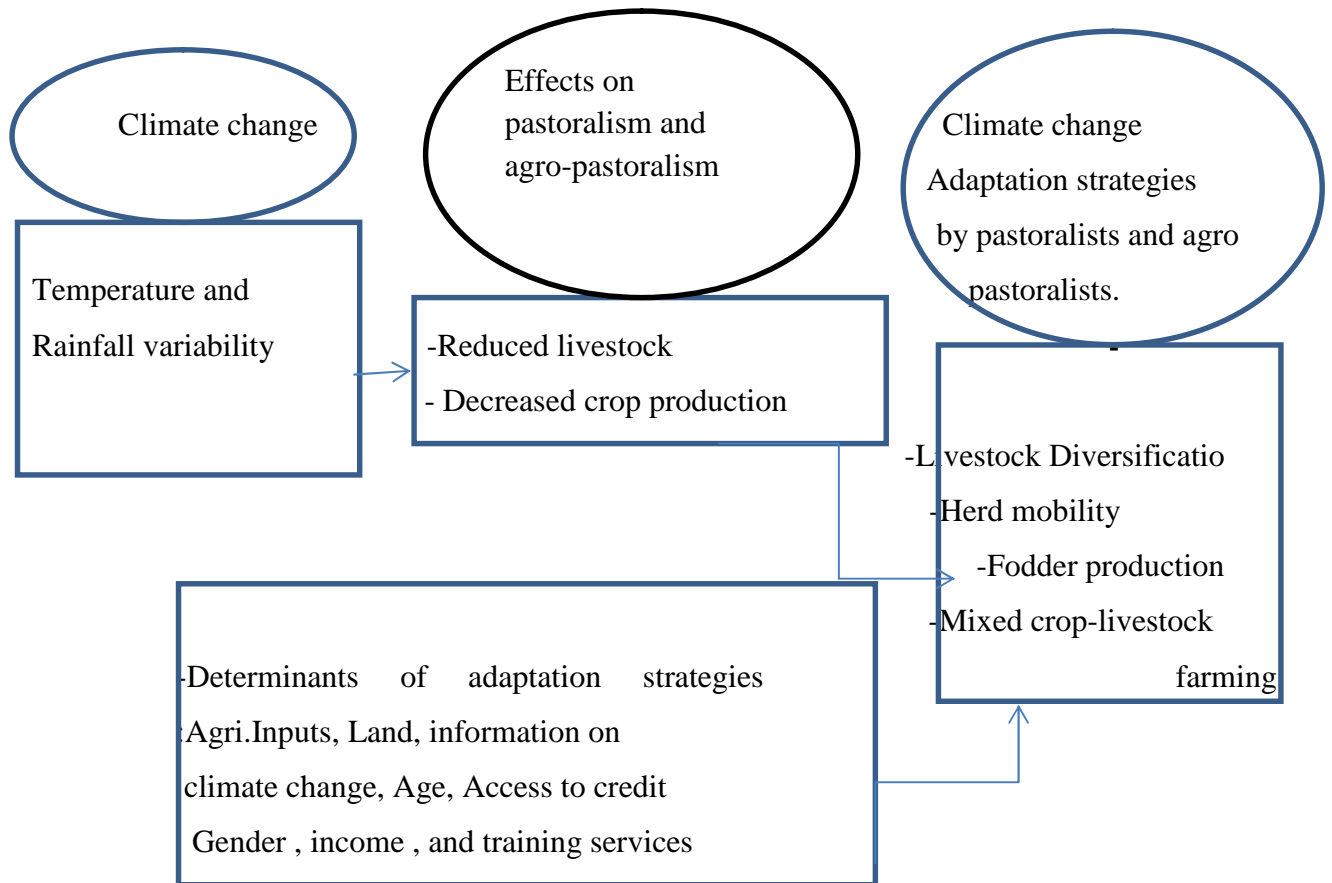 Climate change
Temperature and
Rainfall variability
Effects on
pastoralism and
agro-pastoralism
-Reduced livestock
- Decreased crop production
Climate change
Adaptation strategies
by pastoralists and agro
pastoralists.
-
-Livestock Diversificatio
-Herd mobility
-Fodder production
-Mixed crop-livestock
farming
-Determinants of adaptation strategies
:Agri.Inputs, Land, information on
climate change, Age, Access to credit
Gender , income , and training services